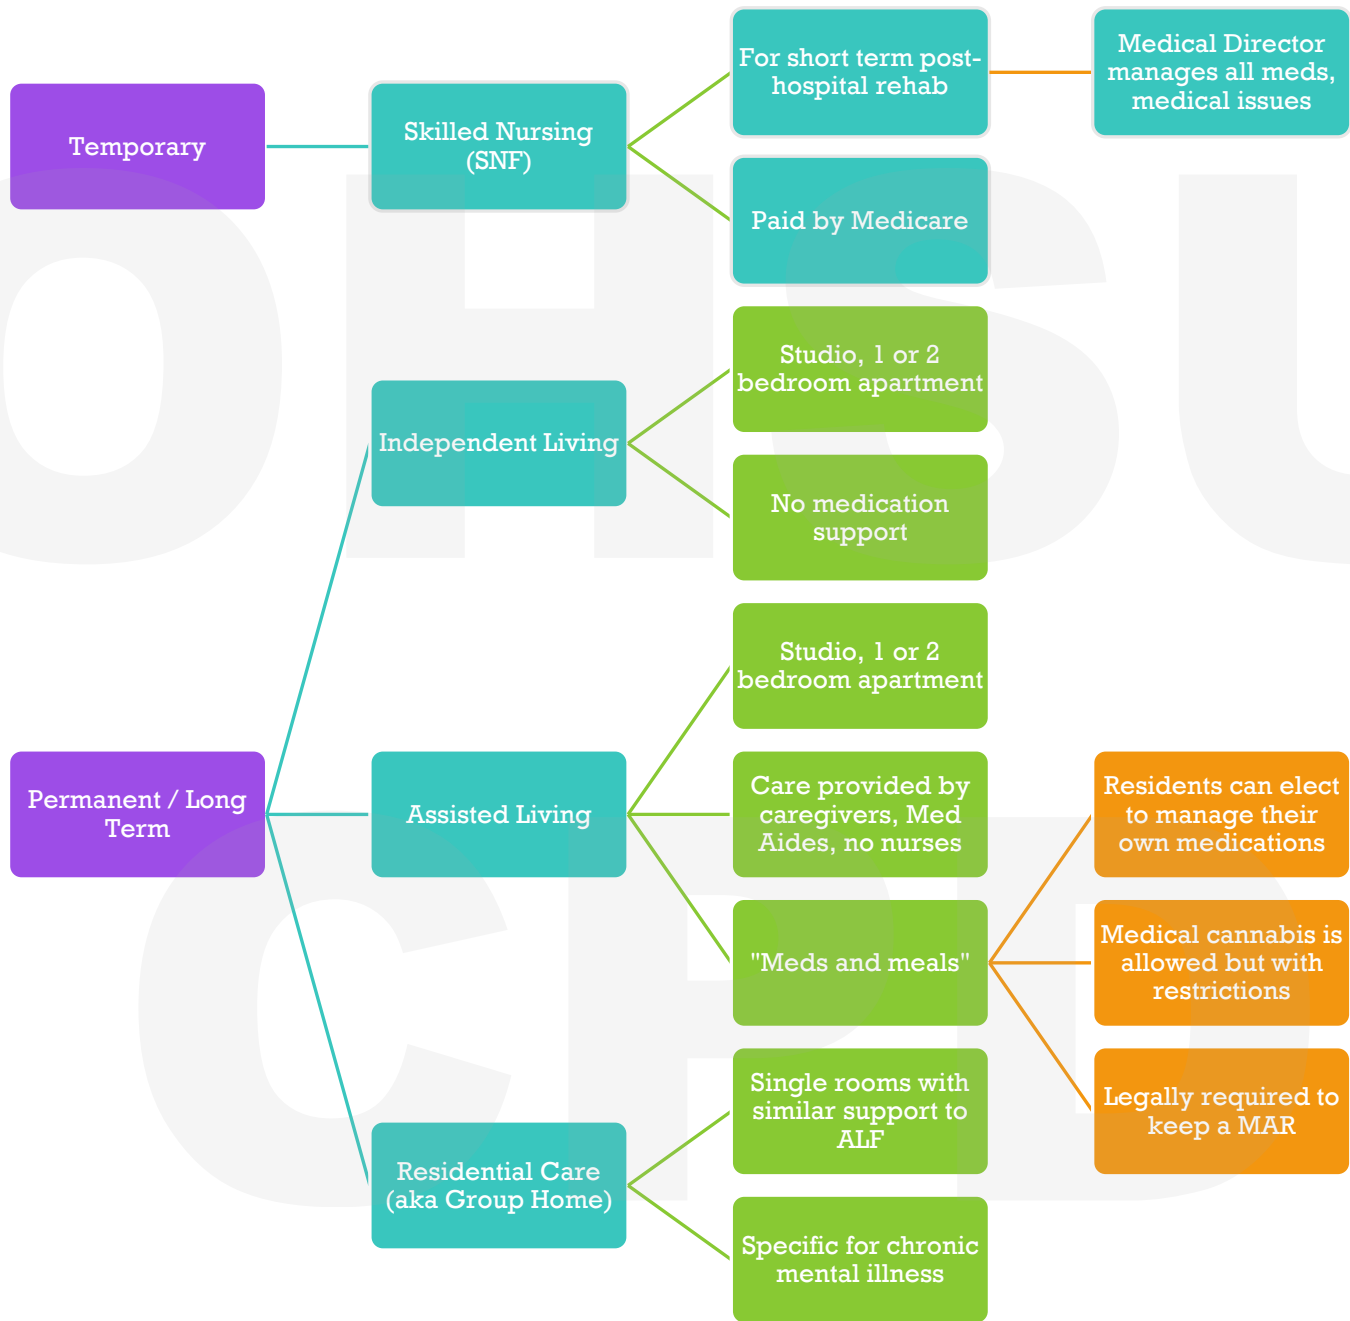 Temporary
Skilled Nursing
(SNF)
For short term post-
hospital rehab
Medical Director
manages all meds,
medical issues
Paid by Medicare
Permanent / Long
Term
Independent Living
Studio, 1 or 2
bedroom apartment
No medication
support
Assisted Living
Studio, 1 or 2
bedroom apartment
Care provided by
caregivers, Med
Aides, no nurses
"Meds and meals"
Residents can elect
to manage their
own medications
Medical cannabis is
allowed but with
restrictions
Legally required to
keep a MAR
Residential Care
(aka Group Home)
Single rooms with
similar support to
ALF
Specific for chronic
mental illness
OHSU
CPD